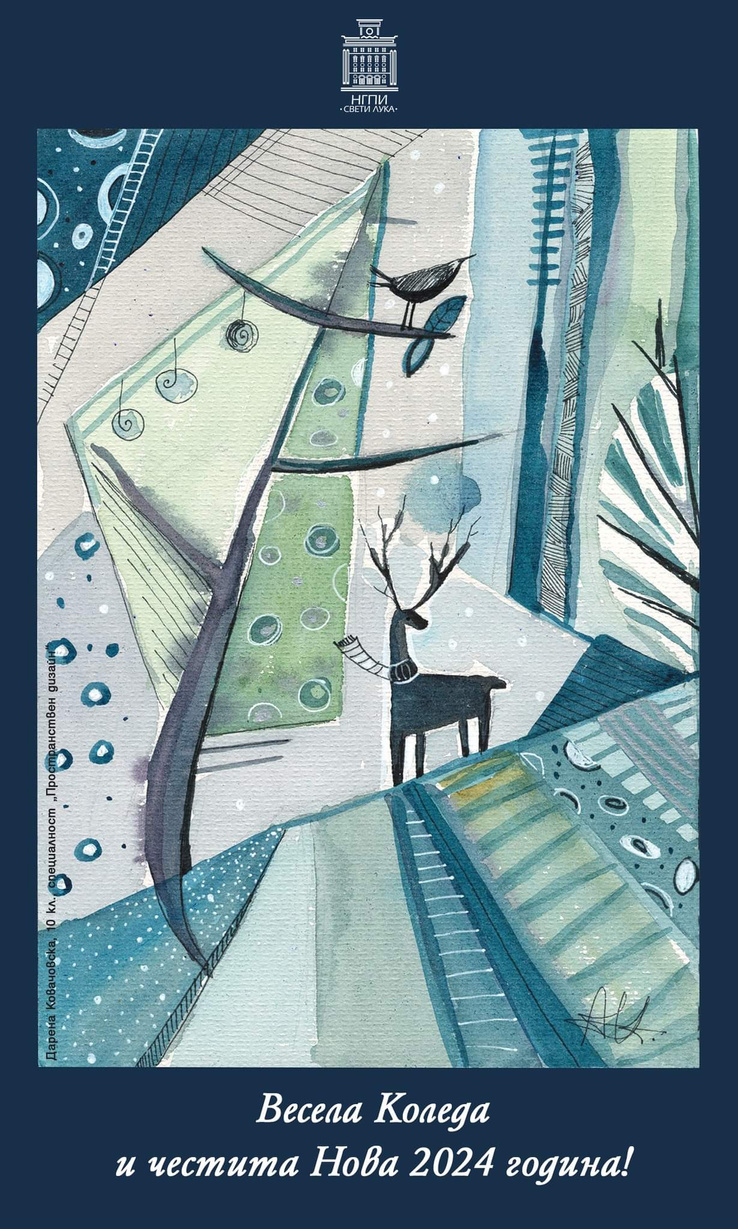 НГПИ
·СВЕТИ ЛУКА·
Дарена Ковачовска, 10 кл., специалност „Пространствен дизайн“
Весела Коледа
и честита Нова 2024 година!